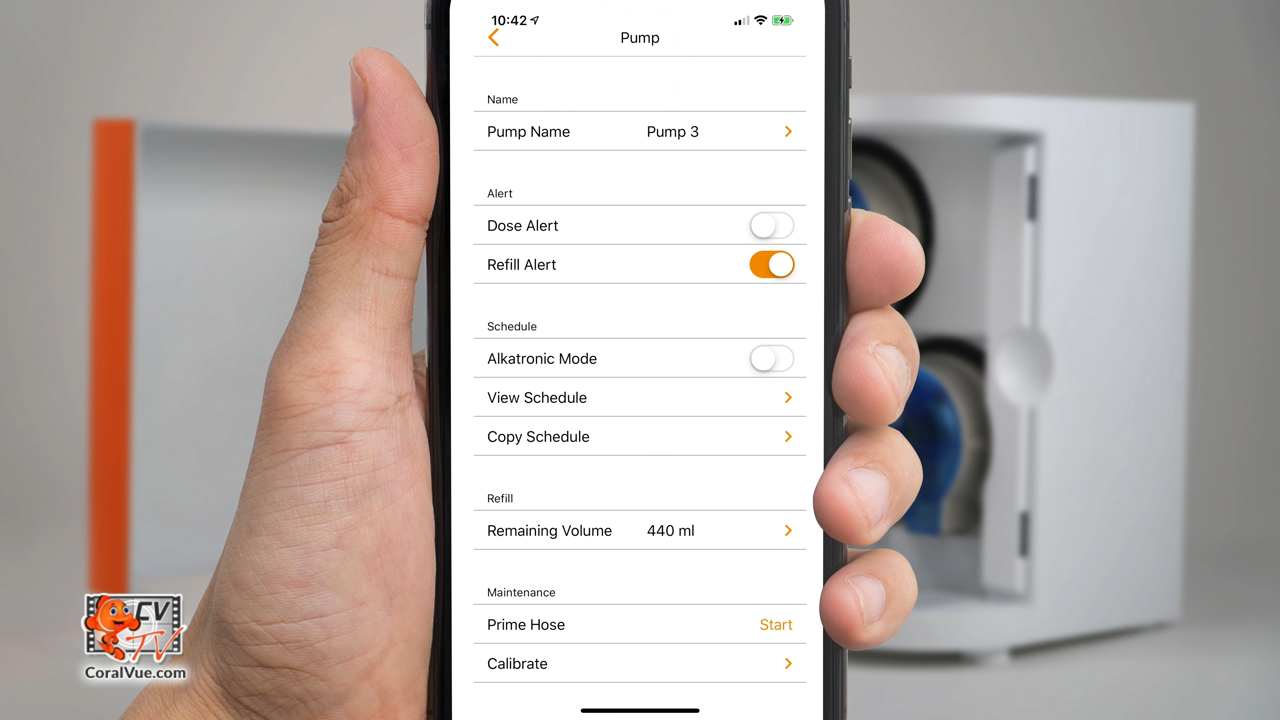 10:42
Pump
Name
Pump Name Pump 3
Alert
Dose Alert
Refill Alert
Schedule
Alkatronic Mode
View Schedule
Copy Schedule
Refill
Remaining Volume 440 ml
Maintenance
Prime Hose Start
Calibrate
CV
TV
CoralVue.com